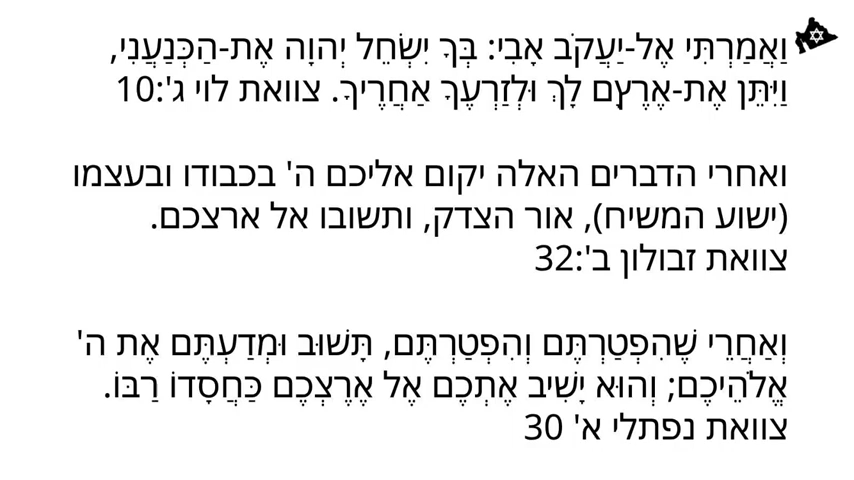 וַאֲמַרְתִּי אֶל-יַעֲקֹב אָבִי: בְּךָ יִשְׂחֵל יְהוָה אֶת-הַכְּנַעֲנִי,
וַיִּתֵּן אֶת-אֶרֶצָם לָךְ וּלְזַרְעֶךָ אַחֲרֶיךָ. צוואת לוי ג':10
ואחרי הדברים האלה יקום אליכם ה' בכבודו ובעצמו
(ישוע המשיח), אור הצדק, ותשובו אל ארצכם.
צוואת זבולון ב':32
וְאַחֲרֵי שֶׁהִפְטַרְתֶּם וְהִפְטַרְתֶּם, תָּשׁוּב וּמְדַעְתֶּם אֶת ה'
אֱלֹהֵיכֶם; וְהוּא יָשִׁיב אֶתְכֶם אֶל אֶרֶצְכֶם כַּחֲסָדוֹ רַבּוֹ.
צוואת נפתלי א' 30